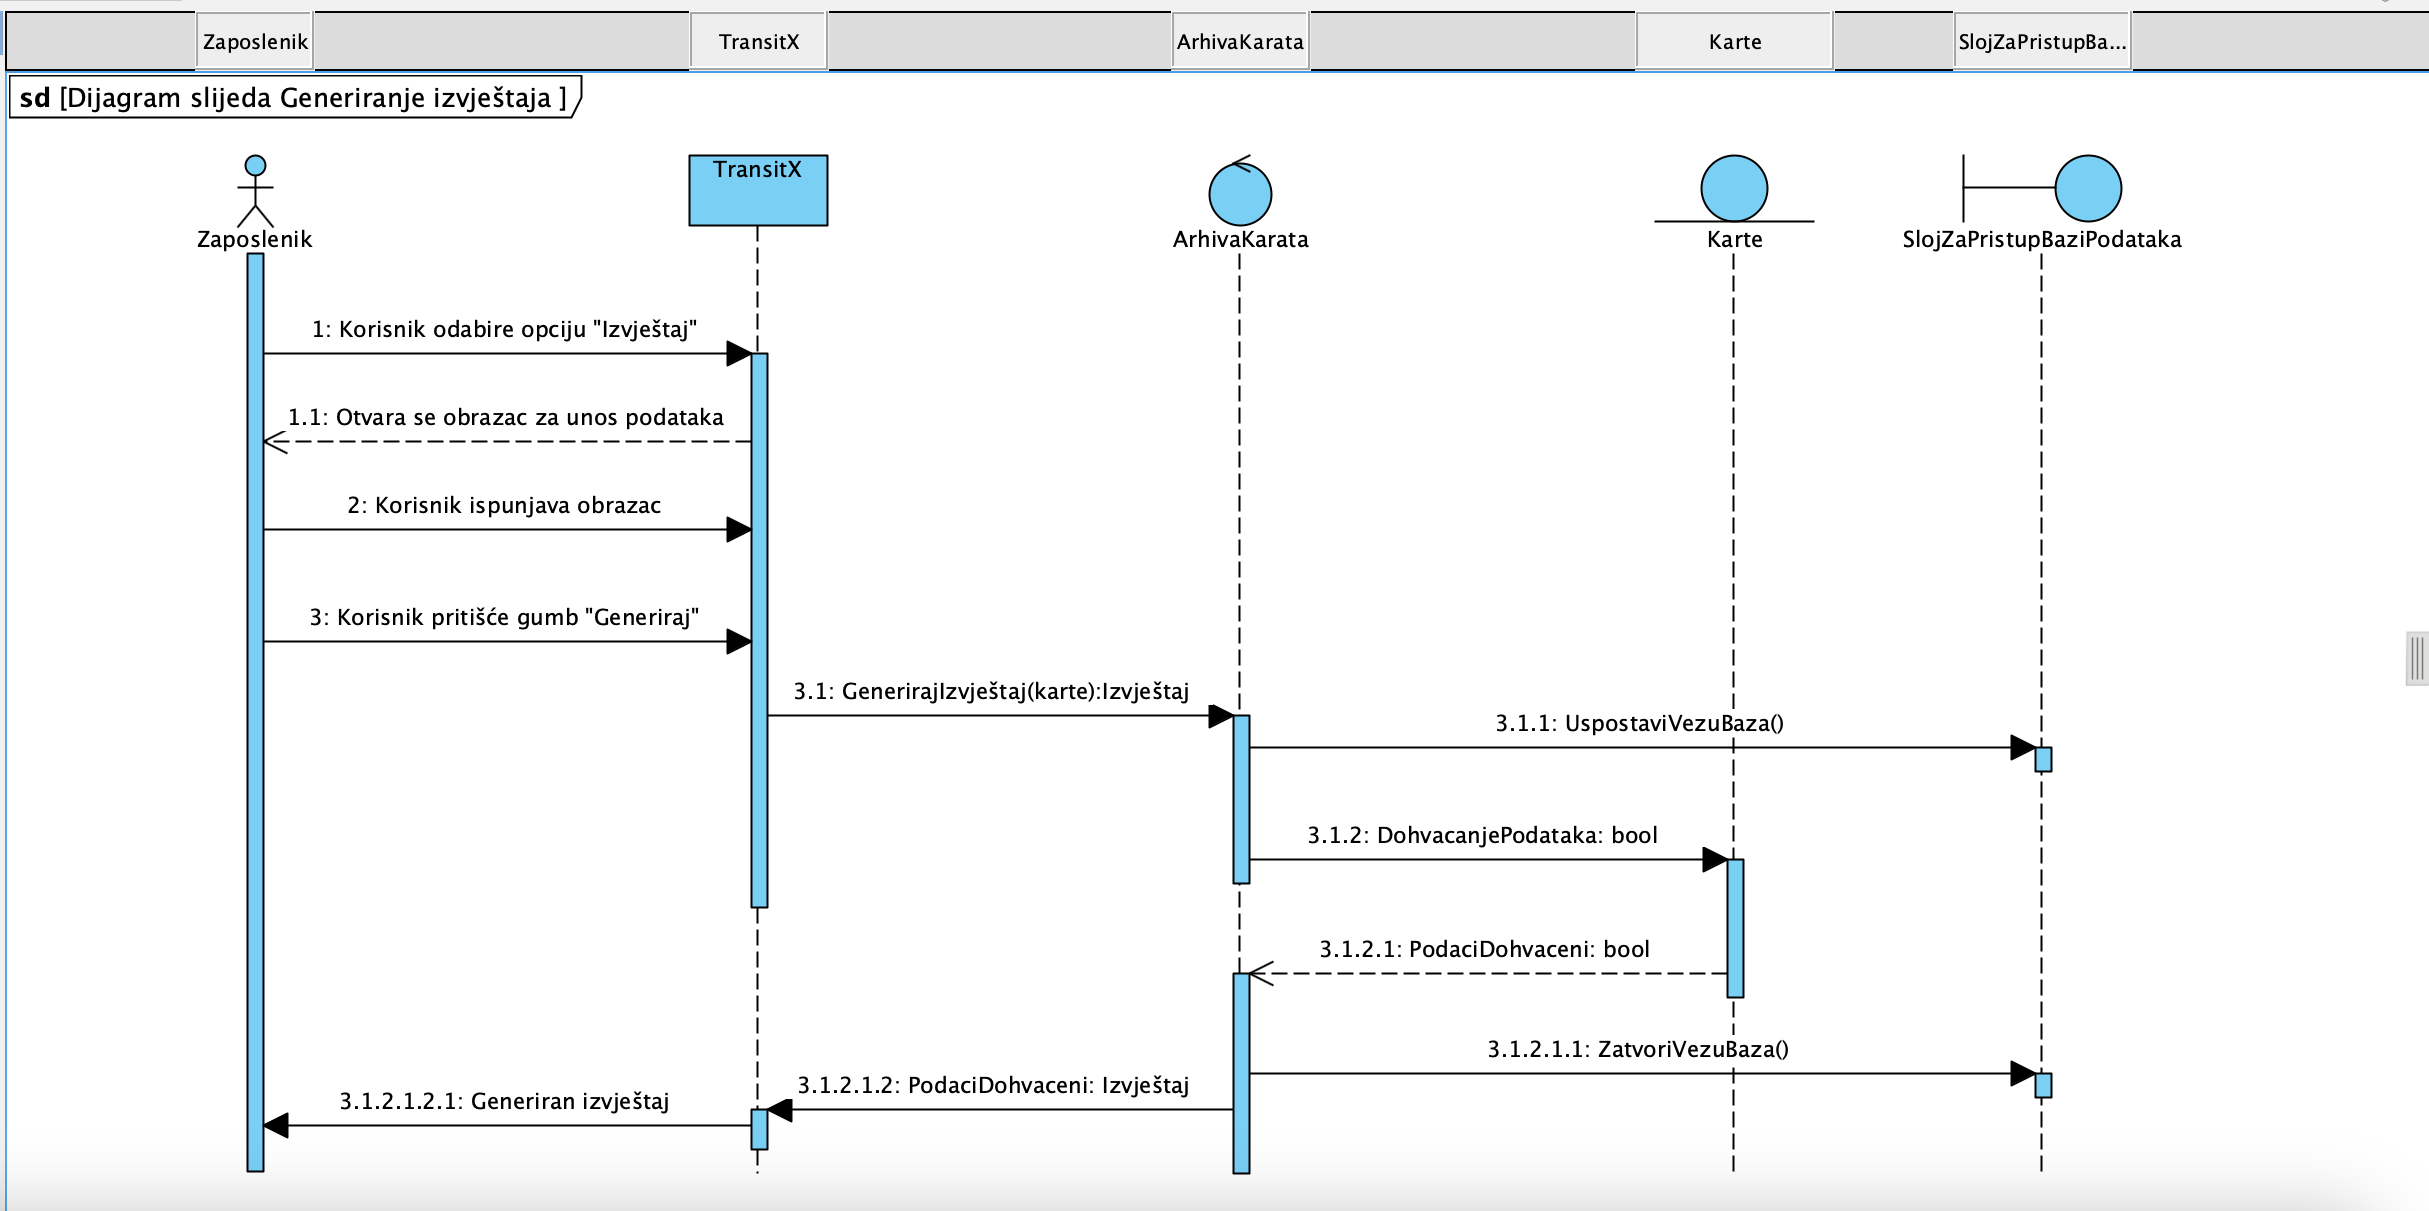 Zaposlenik
TransitX
ArhivaKarata
Karte
SlojZaPristupBa...
sd [Dijagram slijeda Generiranje izvještaja ]
TransitX
Zaposlenik
ArhivaKarata
Karte
SlojZaPristupBaziPodataka
1: Korisnik odabire opciju "Izvještaj"
1.1: Otvara se obrazac za unos podataka
2: Korisnik ispunjava obrazac
3: Korisnik pritišće gumb "Generiraj"
3.1: GenerirajIzvještaj(karte):Izvještaj
3.1.1: UspostaviVezuBaza()
3.1.2: DohvacanjePodataka: bool
3.1.2.1: PodaciDohvaceni: bool
3.1.2.1.1: ZatvoriVezuBaza()
3.1.2.1.2: PodaciDohvaceni: Izvještaj
3.1.2.1.2.1: Generiran izvještaj